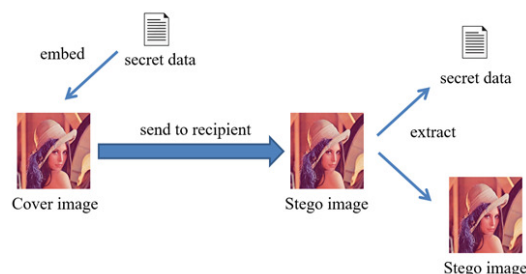 embed
secret data
send to recipient
Cover image
Stego image
secret data
extract
Stego image